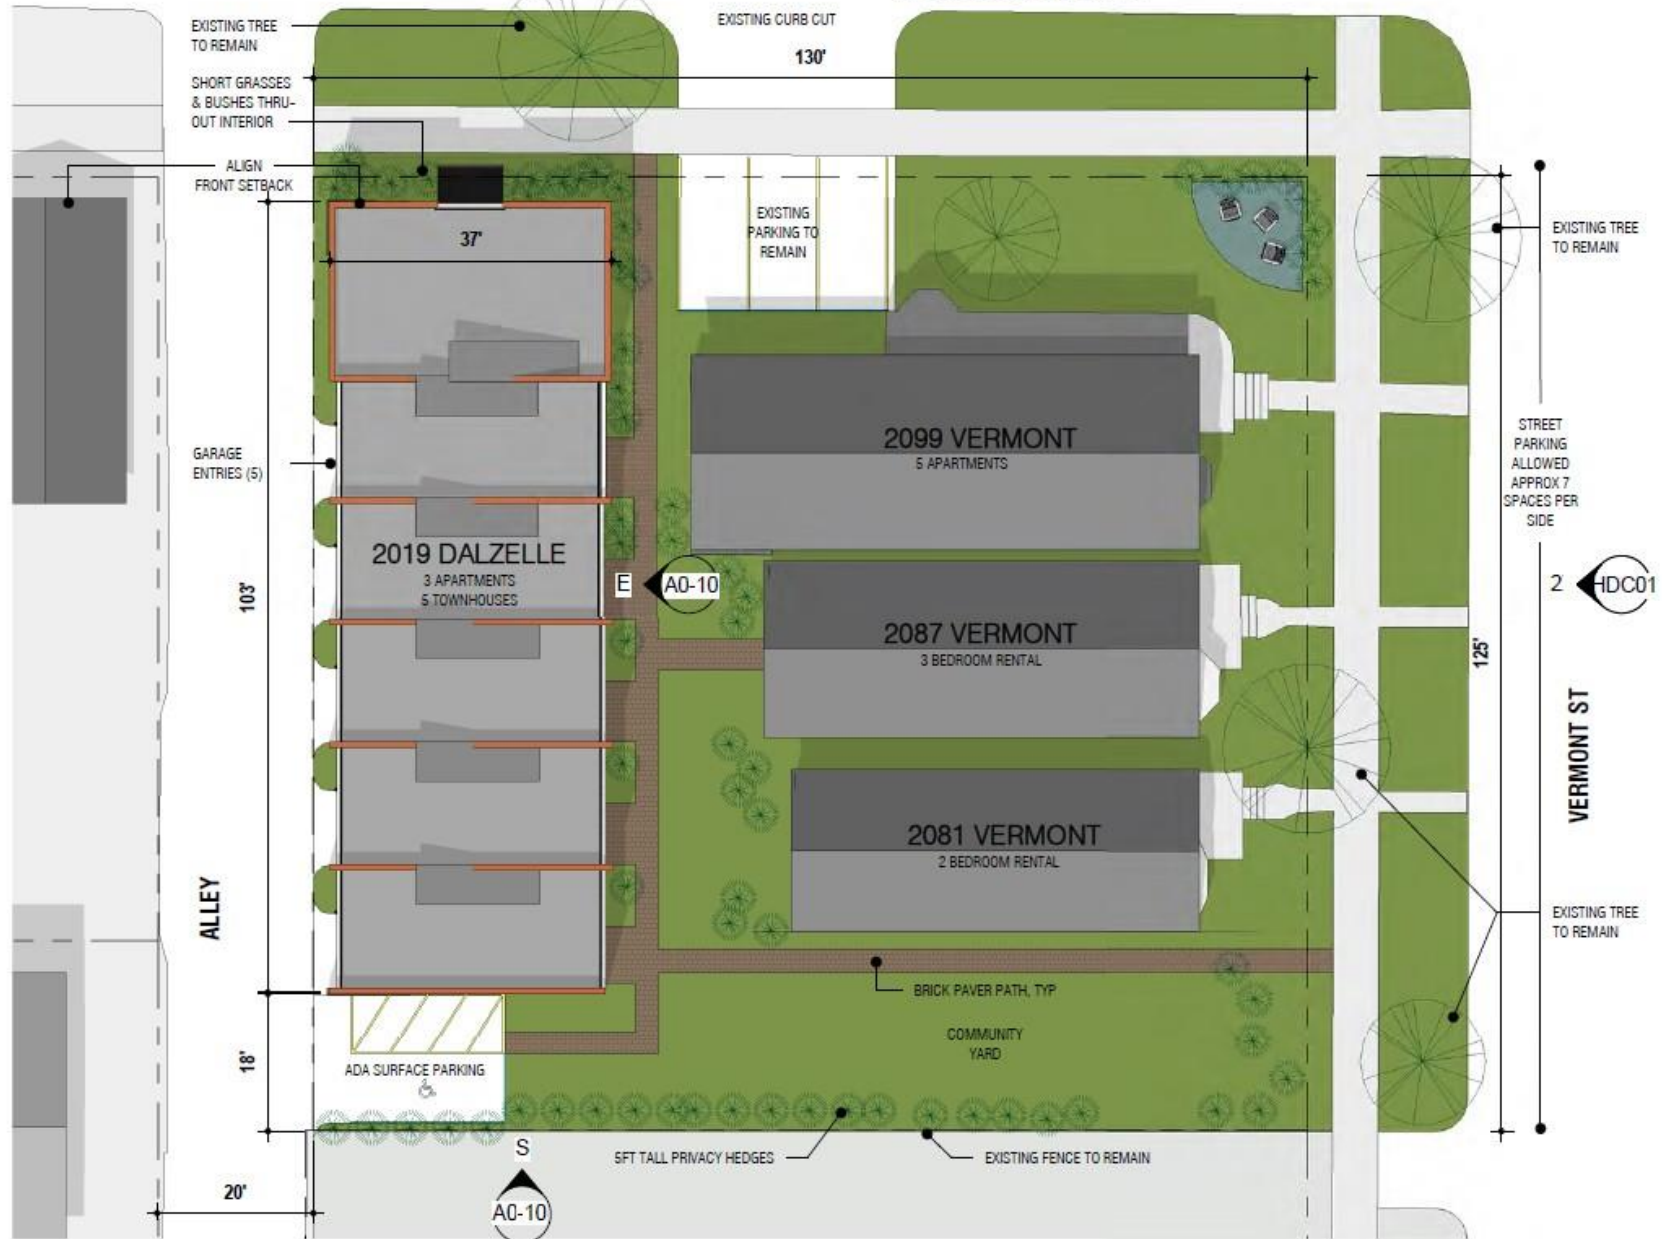 EXISTING TREE
TO REMAIN
EXISTING CURB CUT
130'
SHORT GRASSES
& BUSHES THRU-
OUT INTERIOR
ALIGN
FRONT SETBACK
37'
EXISTING
PARKING TO
REMAIN
EXISTING TREE
TO REMAIN
GARAGE
ENTRIES (5)
2099 VERMONT
5 APARTMENTS
STREET
PARKING
ALLOWED
APPROX 7
SPACES PER
SIDE
2019 DALZELLE
3 APARTMENTS
5 TOWNHOUSES
103'
E
A0-10
2
HDC01
2087 VERMONT
3 BEDROOM RENTAL
125'
VERMONT ST
2081 VERMONT
2 BEDROOM RENTAL
ALLEY
EXISTING TREE
TO REMAIN
BRICK PAVER PATH, TYP
COMMUNITY
YARD
18'
ADA SURFACE PARKING
S
5FT TALL PRIVACY HEDGES
EXISTING FENCE TO REMAIN
20'
A0-10